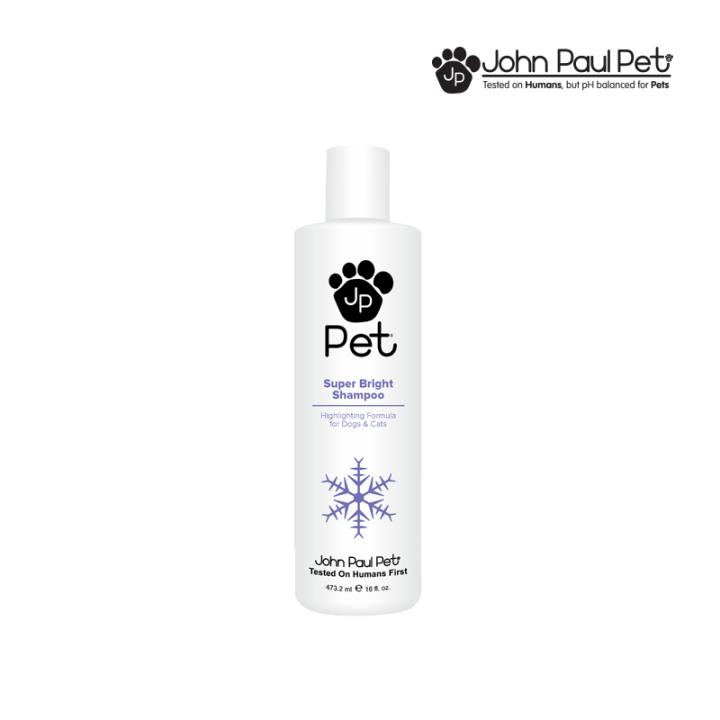 JP John Paul Pet®
Tested on Humans, but pH balanced for Pets
JP
Pet®
Super Bright
Shampoo
Highlighting Formula
for Dogs & Cats
John Paul Pet®
Tested On Humans First
473.2 ml ℮ 16 fl. oz.